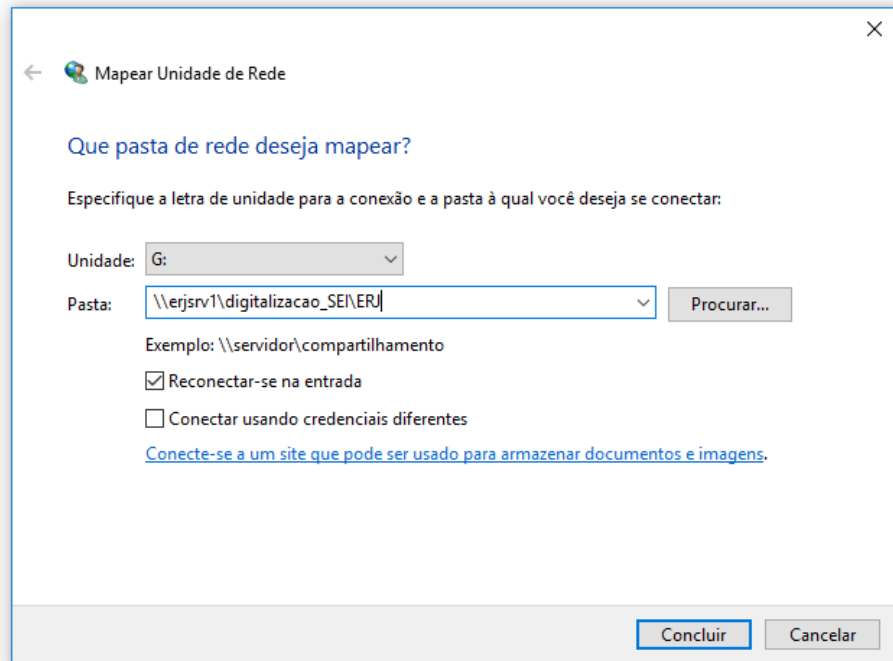 Mapear Unidade de Rede
Que pasta de rede deseja mapear?
Especifique a letra de unidade para a conexão e a pasta à qual você deseja se conectar:
Unidade: G:
Pasta: \\erjsrv1\digitalizacao_SEI\ERJ Procurar...
Exemplo: \\servidor\compartilhamento
Reconectar-se na entrada
Conectar usando credenciais diferentes
Conecte-se a um site que pode ser usado para armazenar documentos e imagens.
Concluir Cancelar